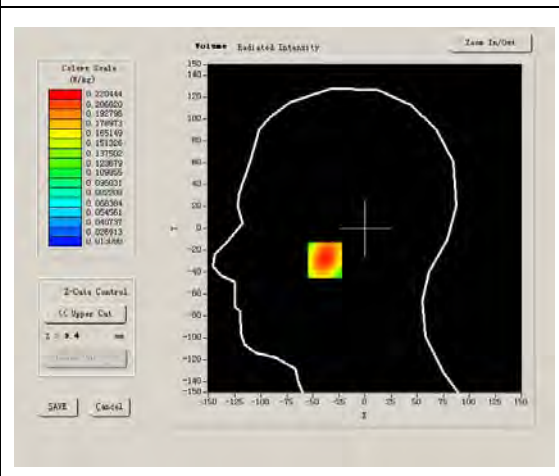 Volume Radiated Intensity
Zoom In/Out
Colors Scale
(W/kg)
0.220444
0.206620
0.192796
0.178973
0.165149
0.151326
0.137502
0.123679
0.109855
0.096031
0.082208
0.068384
0.054561
0.040737
0.026913
150
140
120
100
80
60
40
20
0
-20
-40
-60
-80
-100
-120
-140
-150
Y
-150 -125 -100 -75 -50 -25 0 25 50 75 100 125 150
X
Z-Cuts Control
<< Upper Cut
mm
SAVE
Cancel